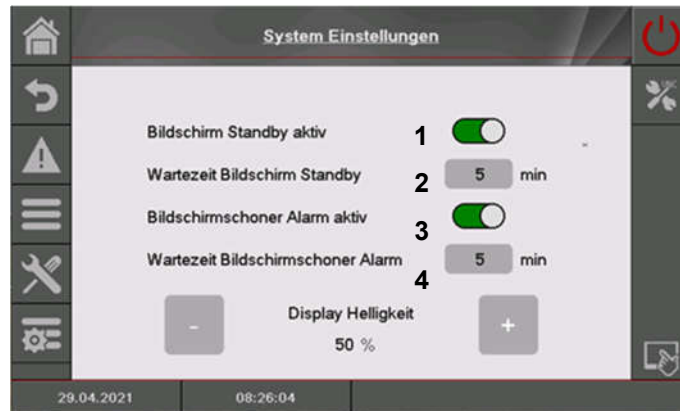 System Einstellungen
Bildschirm Standby aktiv 1
Wartezeit Bildschirm Standby 2 5 min
Bildschirmschoner Alarm aktiv 3
Wartezeit Bildschirmschoner Alarm 4 5 min
Display Helligkeit
- 50 % +
29.04.2021 08:26:04